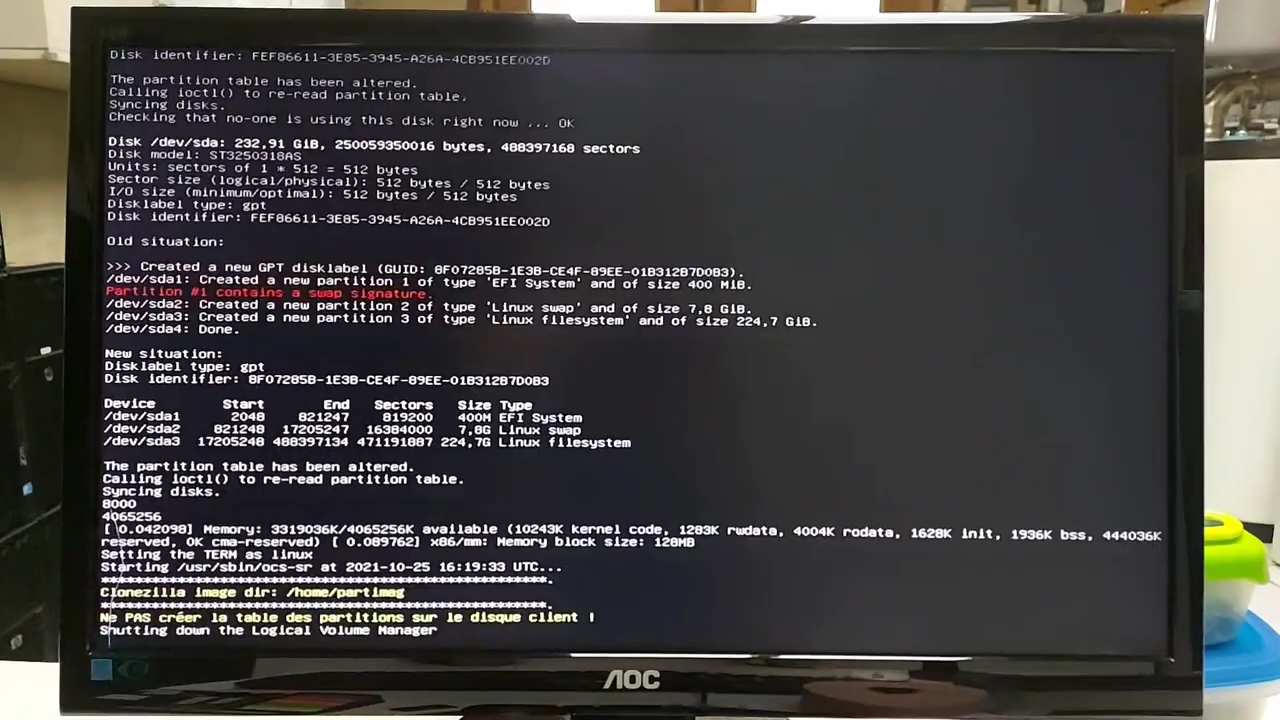 Disk identifier: FEF86611-3E85-3945-A26A-4CB951EE002D
The partition table has been altered.
Calling ioctl() to re-read partition table.
Syncing disks.
Checking that no-one is using this disk right now ... OK
Disk /dev/sda: 232,91 GiB, 250059350016 bytes, 488397168 sectors
Disk model: ST3250318AS
Units: sectors of 1 * 512 = 512 bytes
Sector size (logical/physical): 512 bytes / 512 bytes
I/O size (minimum/optimal): 512 bytes / 512 bytes
Disklabel type: gpt
Disk identifier: FEF86611-3E85-3945-A26A-4CB951EE002D
Old situation:
>>> Created a new GPT disklabel (GUID: 8F07285B-1E3B-CE4F-89EE-01B312B7D0B3).
/dev/sda1: Created a new partition 1 of type 'EFI System' and of size 400 MiB.
Partition #1 contains a swap signature.
/dev/sda2: Created a new partition 2 of type 'Linux swap' and of size 7,8 GiB.
/dev/sda3: Created a new partition 3 of type 'Linux filesystem' and of size 224,7 GiB.
/dev/sda4: Done.
New situation:
Disklabel type: gpt
Disk identifier: 8F07285B-1E3B-CE4F-89EE-01B312B7D0B3
Device Start End Sectors Size Type
/dev/sda1 2048 821247 819200 400M EFI System
/dev/sda2 821248 17205247 16384000 7,8G Linux swap
/dev/sda3 17205248 488397134 471191887 224,7G Linux filesystem
The partition table has been altered.
Calling ioctl() to re-read partition table.
Syncing disks.
8000
4065256
[ 0.042098] Memory: 3319036K/4065256K available (10243K kernel code, 1283K rwdata, 4004K rodata, 1628K init, 1936K bss, 444036K
reserved, 0K cma-reserved) [ 0.089762] x86/mm: Memory block size: 128MB
Setting the TERM as linux
Starting /usr/sbin/ocs-sr at 2021-10-25 16:19:33 UTC...
*****************************************************.
Clonezilla image dir: /home/partimag
*****************************************************.
Ne PAS créer la table des partitions sur le disque client !
Shutting down the Logical Volume Manager
AOC